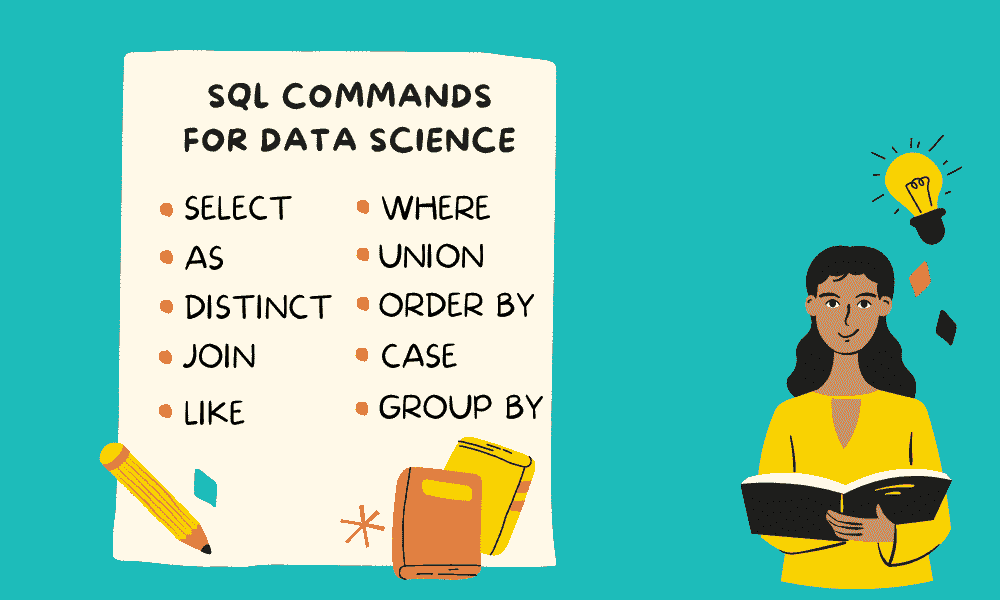 SQL COMMANDS
FOR DATA SCIENCE
SELECT
AS
DISTINCT
JOIN
LIKE
WHERE
UNION
ORDER BY
CASE
GROUP BY